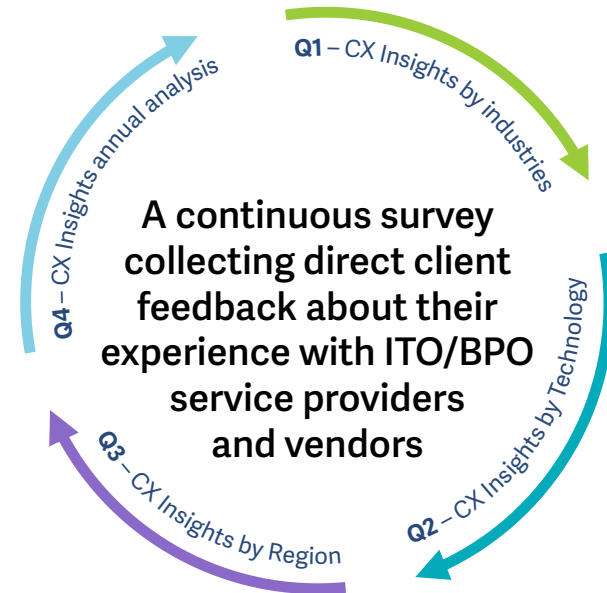 Q1 – CX Insights by industries
Q4 – CX Insights annual analysis
A continuous survey
collecting direct client
feedback about their
experience with ITO/BPO
service providers
and vendors
Q2 – CX Insights by Technology
Q3 – CX Insights by Region